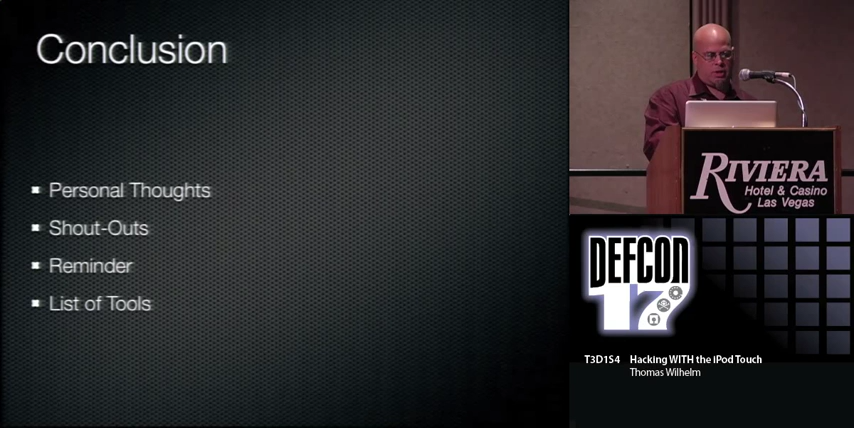 Conclusion
Personal Thoughts
Shout-Outs
Reminder
List of Tools
RIVIERA
Hotel & Casino
Las Vegas
DEFCON
17
T3D1S4 Hacking WITH the iPod Touch
Thomas Wilhelm